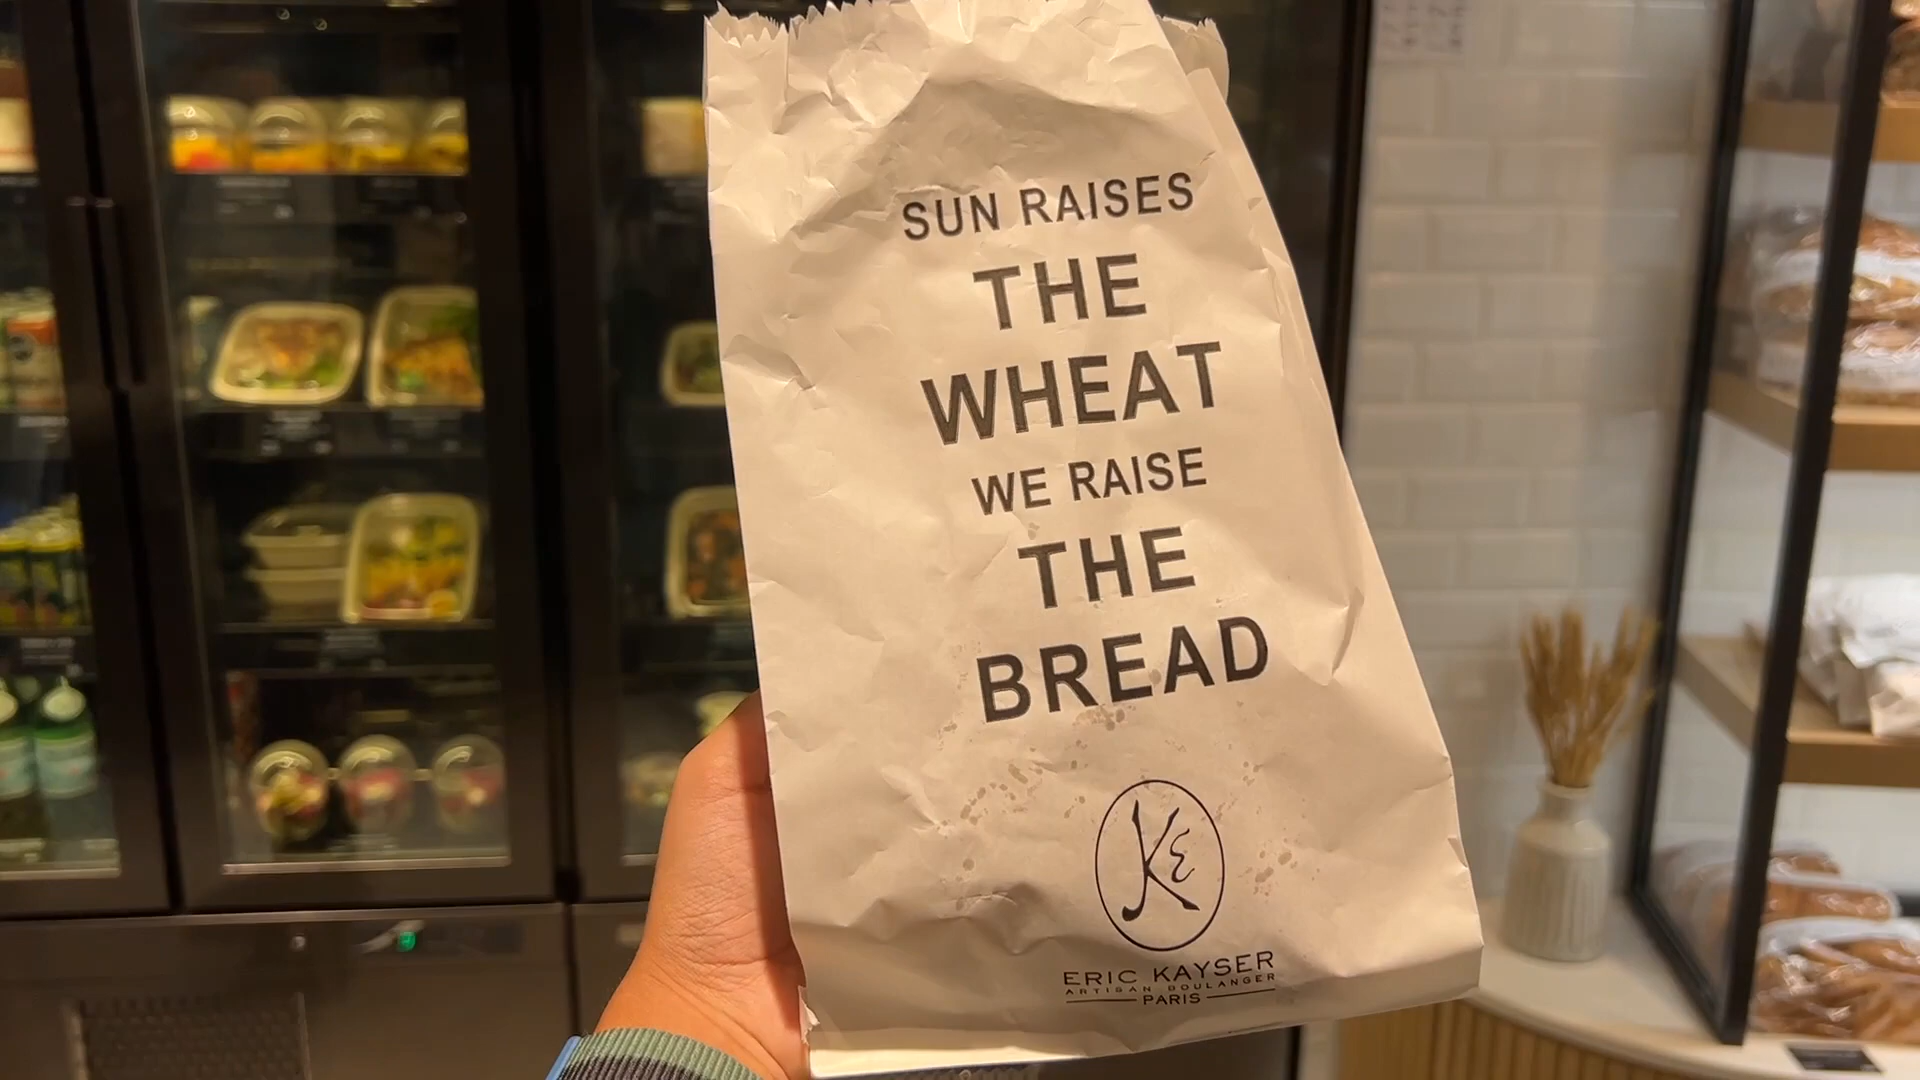 SUN RAISES
THE
WHEAT
WE RAISE
THE
BREAD
KE
ERIC KAYSER
ARTISAN BOULANGER
PARIS